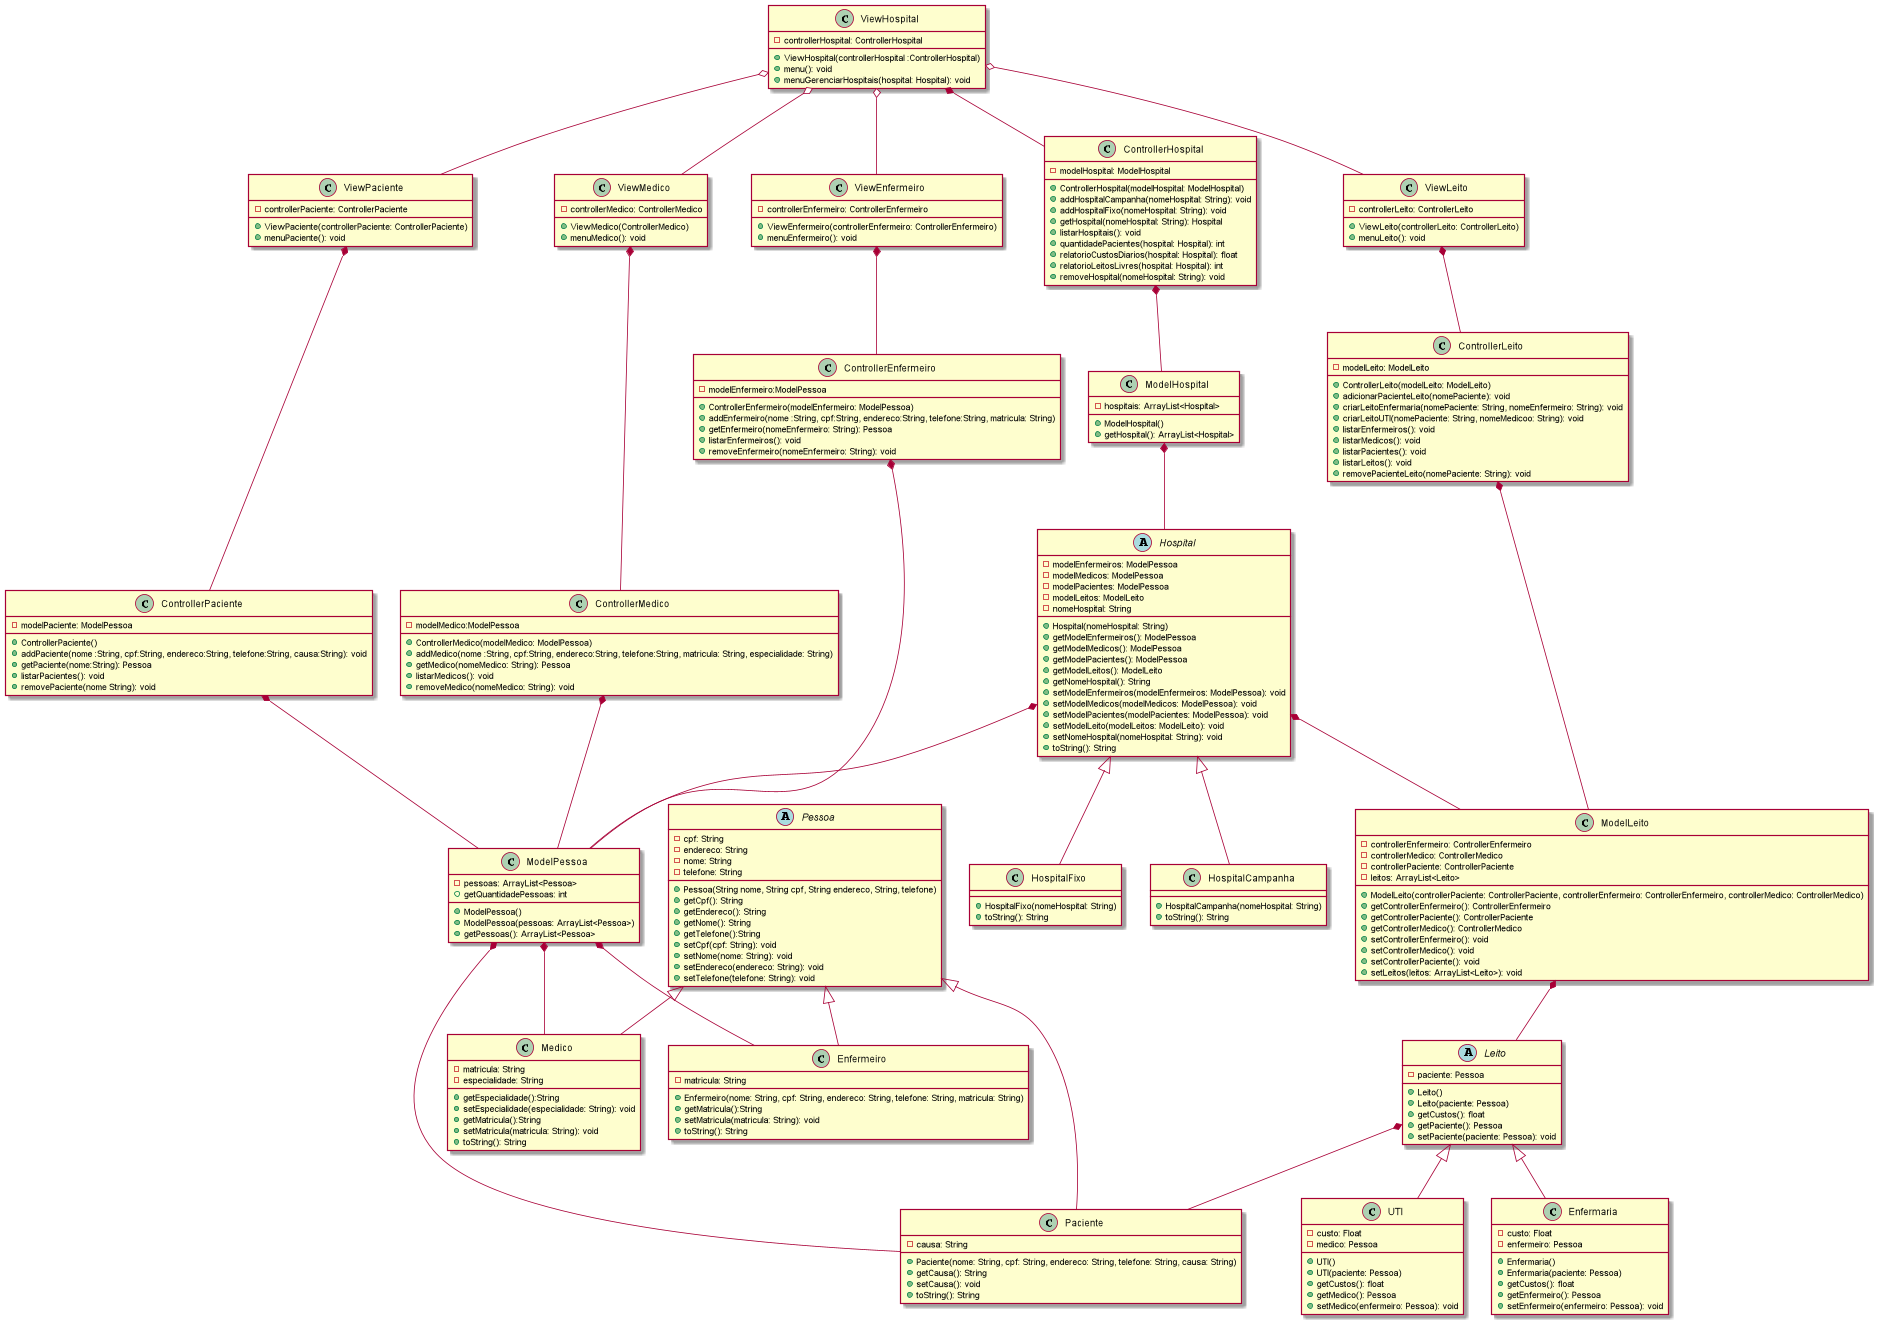 C ViewHospital
controllerHospital: ControllerHospital
ViewHospital(controllerHospital :ControllerHospital)
menu(): void
menuGerenciarHospitais(hospital: Hospital): void
C ViewPaciente
controllerPaciente: ControllerPaciente
ViewPaciente(controllerPaciente: ControllerPaciente)
menuPaciente(): void
C ViewMedico
controllerMedico: ControllerMedico
ViewMedico(ControllerMedico)
menuMedico(): void
C ViewEnfermeiro
controllerEnfermeiro: ControllerEnfermeiro
ViewEnfermeiro(controllerEnfermeiro: ControllerEnfermeiro)
menuEnfermeiro(): void
C ControllerHospital
modelHospital: ModelHospital
ControllerHospital(modelHospital: ModelHospital)
addHospitalCampanha(nomeHospital: String): void
addHospitalFixo(nomeHospital: String): void
getHospital(nomeHospital: String): Hospital
listarHospitais(): void
quantidadePacientes(hospital: Hospital): int
relatorioCustosDiarios(hospital: Hospital): float
relatorioLeitosLivres(hospital: Hospital): int
removeHospital(nomeHospital: String): void
C ViewLeito
controllerLeito: ControllerLeito
ViewLeito(controllerLeito: ControllerLeito)
menuLeito(): void
C ControllerEnfermeiro
modelEnfermeiro:ModelPessoa
ControllerEnfermeiro(modelEnfermeiro: ModelPessoa)
addEnfermeiro(nome :String, cpf:String, endereco:String, telefone:String, matricula: String)
getEnfermeiro(nomeEnfermeiro: String): Pessoa
listarEnfermeiros(): void
removeEnfermeiro(nomeEnfermeiro: String): void
C ModelHospital
hospitais: ArrayList<Hospital>
ModelHospital()
getHospital(): ArrayList<Hospital>
C ControllerLeito
modelLeito: ModelLeito
ControllerLeito(modelLeito: ModelLeito)
adicionarPacienteLeito(nomePaciente): void
criarLeitoEnfermaria(nomePaciente: String, nomeEnfermeiro: String): void
criarLeitoUTI(nomePaciente: String, nomeMedicoo: String): void
listarEnfermeiros(): void
listarMedicos(): void
listarPacientes(): void
listarLeitos(): void
removePacienteLeito(nomePaciente: String): void
C ControllerPaciente
modelPaciente: ModelPessoa
ControllerPaciente()
addPaciente(nome :String, cpf:String, endereco:String, telefone:String, causa:String): void
getPaciente(nome:String): Pessoa
listarPacientes(): void
removePaciente(nome String): void
C ControllerMedico
modelMedico:ModelPessoa
ControllerMedico(modelMedico: ModelPessoa)
addMedico(nome :String, cpf:String, endereco:String, telefone:String, matricula: String, especialidade: String)
getMedico(nomeMedico: String): Pessoa
listarMedicos(): void
removeMedico(nomeMedico: String): void
A Hospital
modelEnfermeiros: ModelPessoa
modelMedicos: ModelPessoa
modelPacientes: ModelPessoa
modelLeitos: ModelLeito
nomeHospital: String
Hospital(nomeHospital: String)
getModelEnfermeiros(): ModelPessoa
getModelMedicos(): ModelPessoa
getModelPacientes(): ModelPessoa
getModelLeitos(): ModelLeito
getNomeHospital(): String
setModelEnfermeiros(modelEnfermeiros: ModelPessoa): void
setModelMedicos(modelMedicos: ModelPessoa): void
setModelPacientes(modelPacientes: ModelPessoa): void
setModelLeito(modelLeitos: ModelLeito): void
setNomeHospital(nomeHospital: String): void
toString(): String
C ModelPessoa
pessoas: ArrayList<Pessoa>
getQuantidadePessoas: int
ModelPessoa()
ModelPessoa(pessoas: ArrayList<Pessoa>)
getPessoas(): ArrayList<Pessoa>
A Pessoa
cpf: String
endereco: String
nome: String
telefone: String
Pessoa(String nome, String cpf, String endereco, String, telefone)
getCpf(): String
getEndereco(): String
getNome(): String
getTelefone():String
setCpf(cpf: String): void
setNome(nome: String): void
setEndereco(endereco: String): void
setTelefone(telefone: String): void
C HospitalFixo
HospitalFixo(nomeHospital: String)
toString(): String
C HospitalCampanha
HospitalCampanha(nomeHospital: String)
toString(): String
C ModelLeito
controllerEnfermeiro: ControllerEnfermeiro
controllerMedico: ControllerMedico
controllerPaciente: ControllerPaciente
leitos: ArrayList<Leito>
ModelLeito(controllerPaciente: ControllerPaciente, controllerEnfermeiro: ControllerEnfermeiro, controllerMedico: ControllerMedico)
getControllerEnfermeiro(): ControllerEnfermeiro
getControllerPaciente(): ControllerPaciente
getControllerMedico(): ControllerMedico
setControllerEnfermeiro(): void
setControllerMedico(): void
setControllerPaciente(): void
setLeitos(leitos: ArrayList<Leito>): void
C Medico
matricula: String
especialidade: String
getEspecialidade():String
setEspecialidade(especialidade: String): void
getMatricula():String
setMatricula(matricula: String): void
toString(): String
C Enfermeiro
matricula: String
Enfermeiro(nome: String, cpf: String, endereco: String, telefone: String, matricula: String)
getMatricula():String
setMatricula(matricula: String): void
toString(): String
A Leito
paciente: Pessoa
Leito()
Leito(paciente: Pessoa)
getCustos(): float
getPaciente(): Pessoa
setPaciente(paciente: Pessoa): void
C Paciente
causa: String
Paciente(nome: String, cpf: String, endereco: String, telefone: String, causa: String)
getCausa(): String
setCausa(): void
toString(): String
C UTI
custo: Float
medico: Pessoa
UTI()
UTI(paciente: Pessoa)
getCustos(): float
getMedico(): Pessoa
setMedico(enfermeiro: Pessoa): void
C Enfermaria
custo: Float
enfermeiro: Pessoa
Enfermaria()
Enfermaria(paciente: Pessoa)
getCustos(): float
getEnfermeiro(): Pessoa
setEnfermeiro(enfermeiro: Pessoa): void